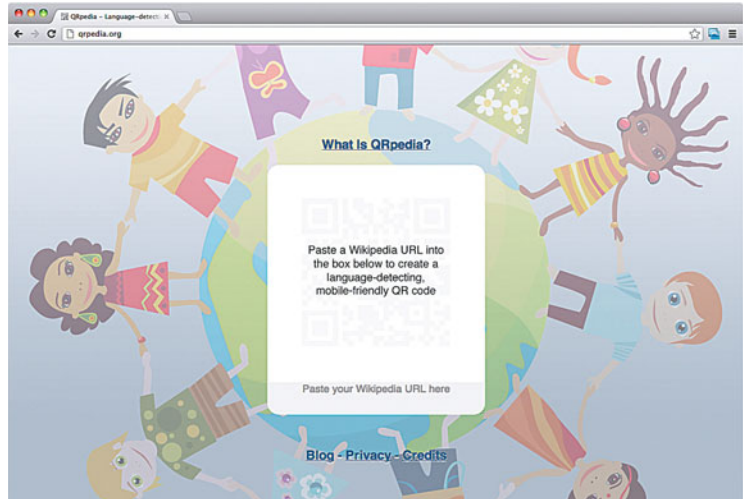 QRpedia – Language-detecti
qrpedia.org
What Is QRpedia?
Paste a Wikipedia URL into
the box below to create a
language-detecting,
mobile-friendly QR code
Paste your Wikipedia URL here
Blog - Privacy - Credits